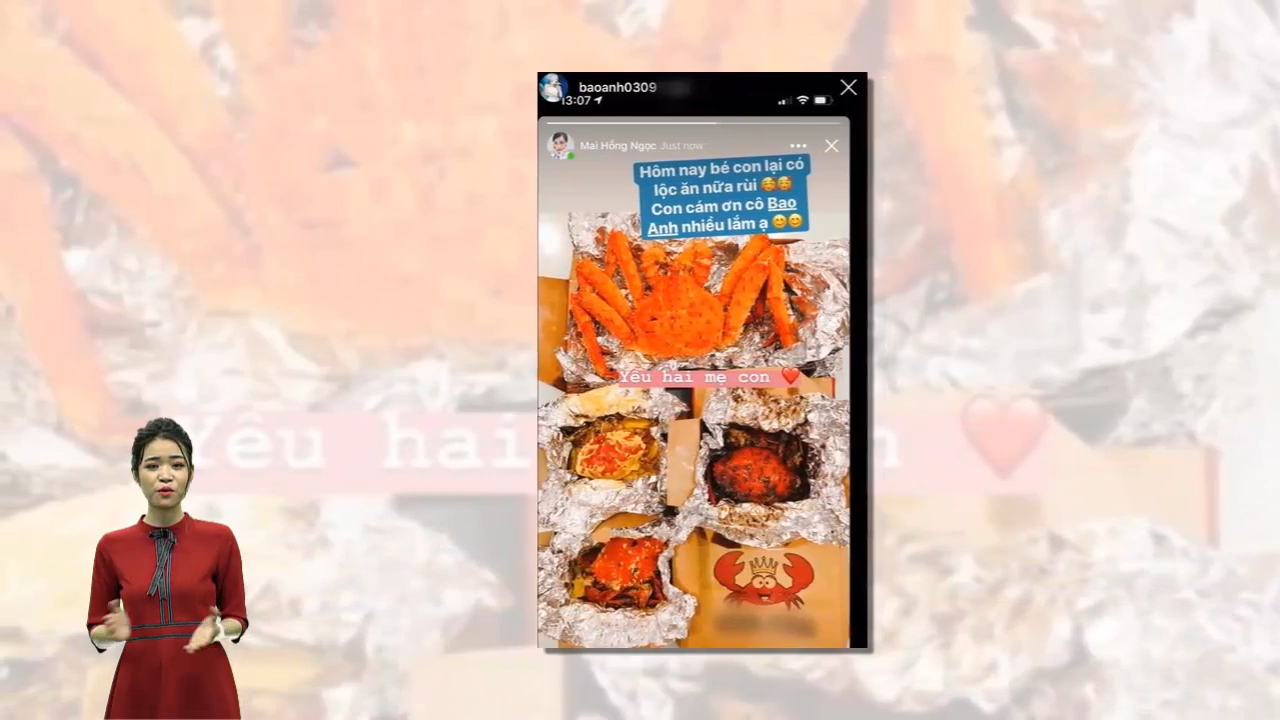 baoanh0309
13:07
Mai Hồng Ngọc Just now
Hôm nay bé con lại có
lộc ăn nữa rùi 🥰🥰
Con cám ơn cô Bao
Anh nhiều lắm ạ 😊😊
Yêu hai mẹ con ❤️
Yêu hai
n ❤️